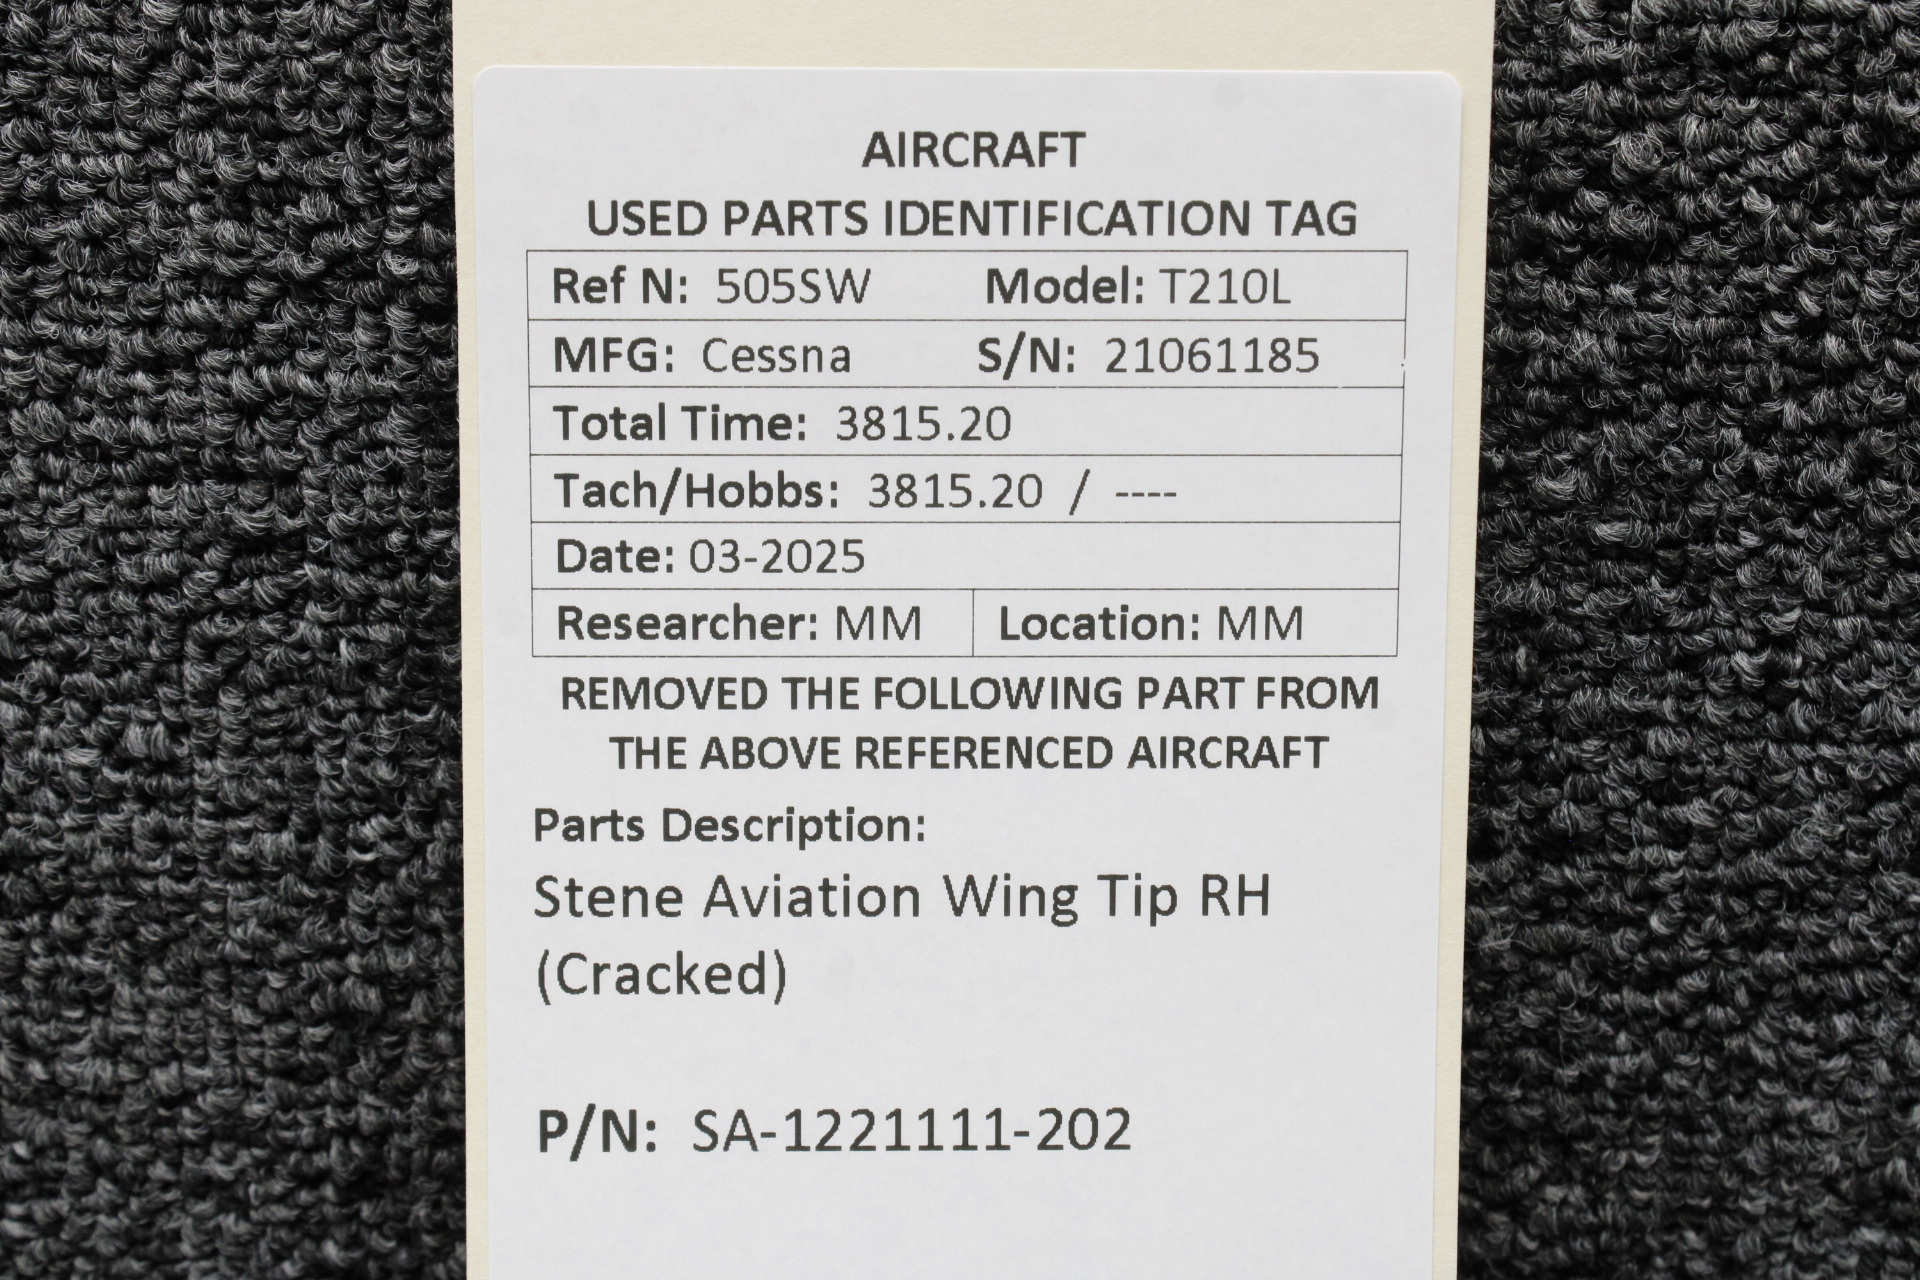 AIRCRAFT
USED PARTS IDENTIFICATION TAG
Ref N: 505SW Model: T210L
MFG: Cessna S/N: 21061185
Total Time: 3815.20
Tach/Hobbs: 3815.20 / ----
Date: 03-2025
Researcher: MM Location: MM
REMOVED THE FOLLOWING PART FROM
THE ABOVE REFERENCED AIRCRAFT
Parts Description:
Stene Aviation Wing Tip RH
(Cracked)
P/N: SA-1221111-202